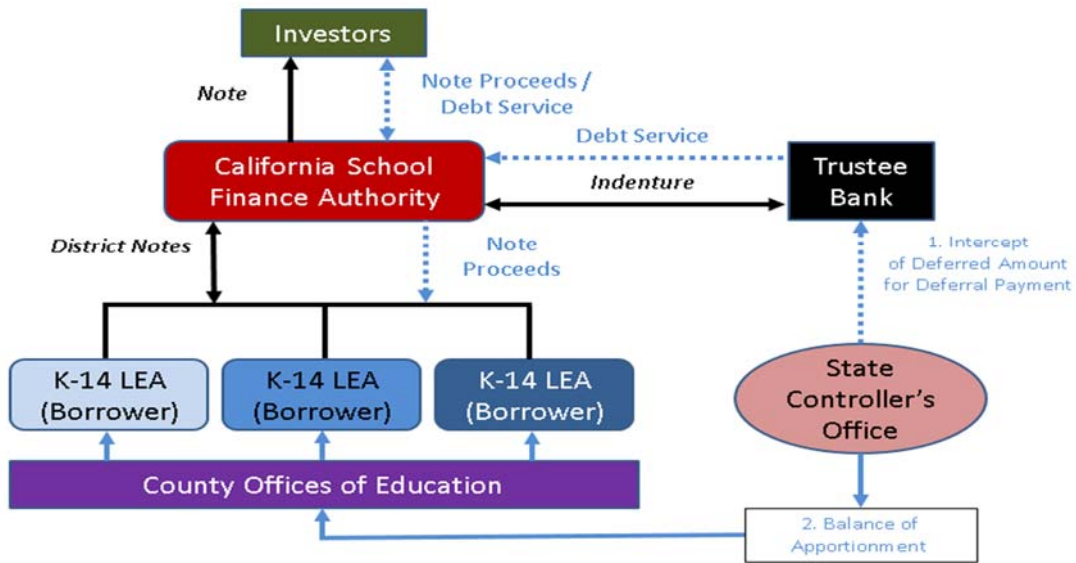 Investors
Note
Note Proceeds /
Debt Service
Debt Service
California School
Finance Authority
Indenture
Trustee
Bank
District Notes
Note
Proceeds
1. Intercept
of Deferred Amount
for Deferral Payment
K-14 LEA
(Borrower)
K-14 LEA
(Borrower)
K-14 LEA
(Borrower)
State
Controller's
Office
County Offices of Education
2. Balance of
Apportionment